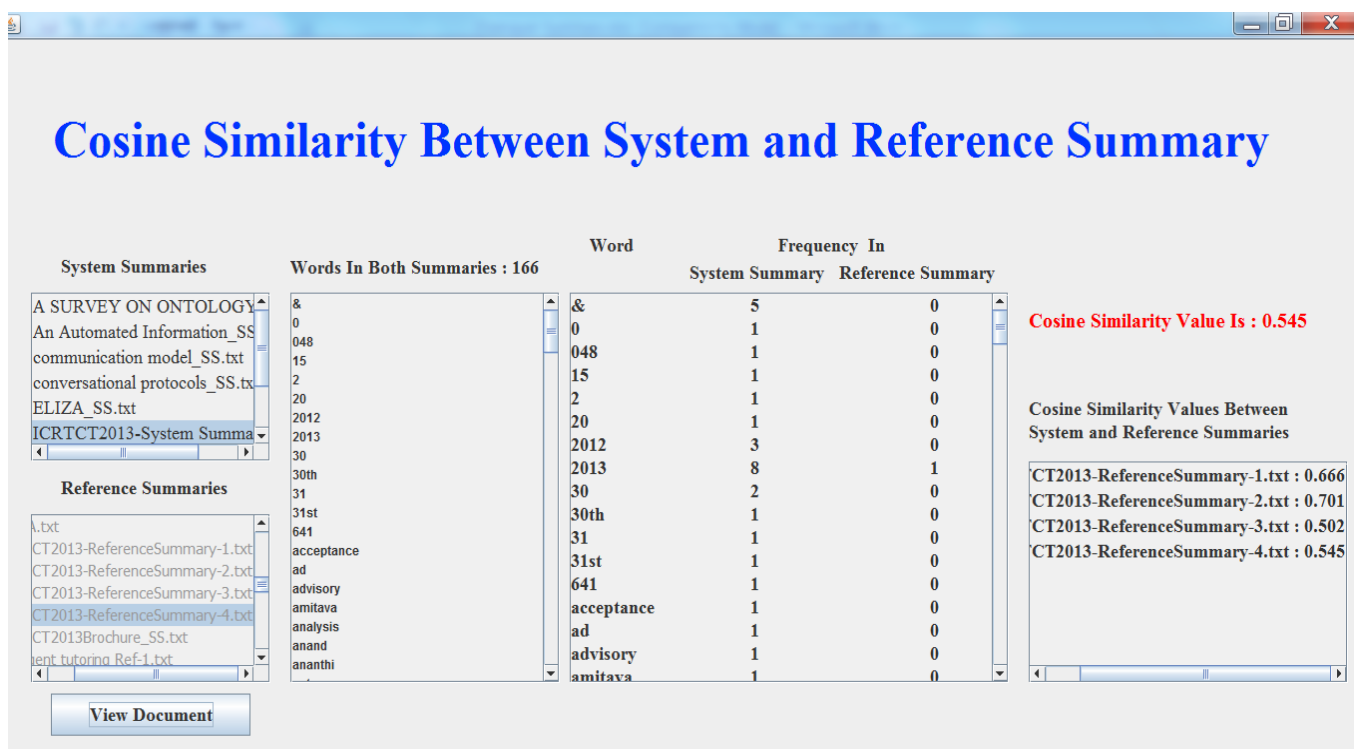 Cosine Similarity Between System and Reference Summary
System Summaries
A SURVEY ON ONTOLOGY
An Automated Information_SS
communication model_SS.txt
conversational protocols_SS.tx
ELIZA_SS.txt
ICRTCT2013-System Summa
Reference Summaries
A.txt
CT2013-ReferenceSummary-1.txt
CT2013-ReferenceSummary-2.txt
CT2013-ReferenceSummary-3.txt
CT2013-ReferenceSummary-4.txt
CT2013Brochure_SS.txt
ent tutoring Ref-1.txt
View Document
Words In Both Summaries : 166
&
0
048
15
2
20
2012
2013
30
30th
31
31st
641
acceptance
ad
advisory
amitava
analysis
anand
ananthi
Word Frequency In
System Summary Reference Summary
& 5 0
0 1 0
048 1 0
15 1 0
2 1 0
20 1 0
2012 3 0
2013 8 1
30 2 0
30th 1 0
31 1 0
31st 1 0
641 1 0
acceptance 1 0
ad 1 0
advisory 1 0
amitava 1 0
Cosine Similarity Value Is : 0.545
Cosine Similarity Values Between
System and Reference Summaries
CT2013-ReferenceSummary-1.txt : 0.666
CT2013-ReferenceSummary-2.txt : 0.701
CT2013-ReferenceSummary-3.txt : 0.502
CT2013-ReferenceSummary-4.txt : 0.545